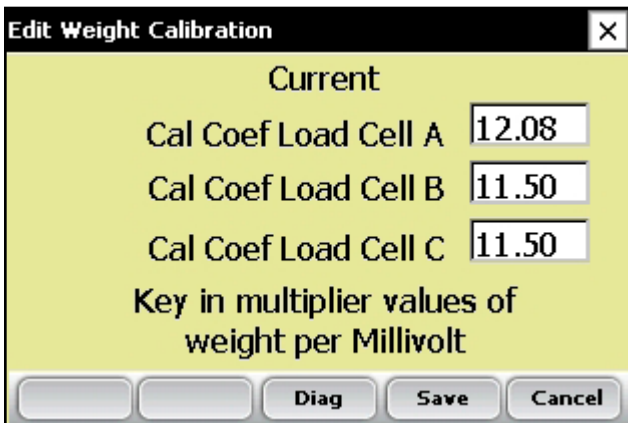 Edit Weight Calibration
Current
Cal Coef Load Cell A 12.08
Cal Coef Load Cell B 11.50
Cal Coef Load Cell C 11.50
Key in multiplier values of
weight per Millivolt
Diag Save Cancel